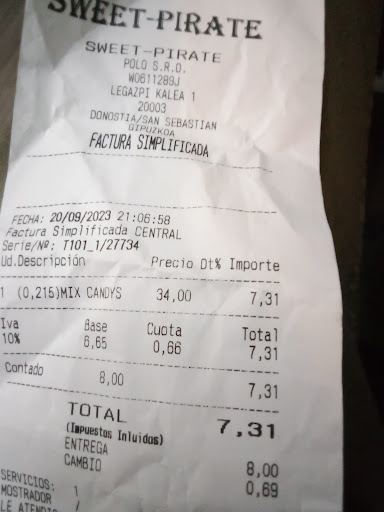 SWEET-PIRATE
SWEET-PIRATE
POLO S.R.O.
W0611289J
LEGAZPI KALEA 1
20003
DONOSTIA/SAN SEBASTIAN
GIPUZKOA
FACTURA SIMPLIFICADA
FECHA: 20/09/2023 21:06:58
Factura Simplificada CENTRAL
Serie/Nº: T101_1/27734
Ud.Descripción Precio Dt% Importe
1 (0,215)MIX CANDYS 34,00 7,31
Iva Base Cuota Total
10% 6,65 0,66 7,31
Contado 8,00 7,31
TOTAL 7,31
(Impuestos Inluidos)
ENTREGA 8,00
CAMBIO 0,69
SERVICIOS: 1
MOSTRADOR /
LE ATENDIO